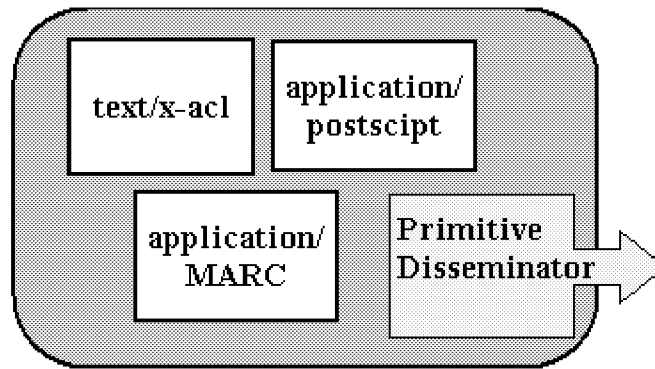 text/x-acl
application/
postscipt
application/
MARC
Primitive
Disseminator